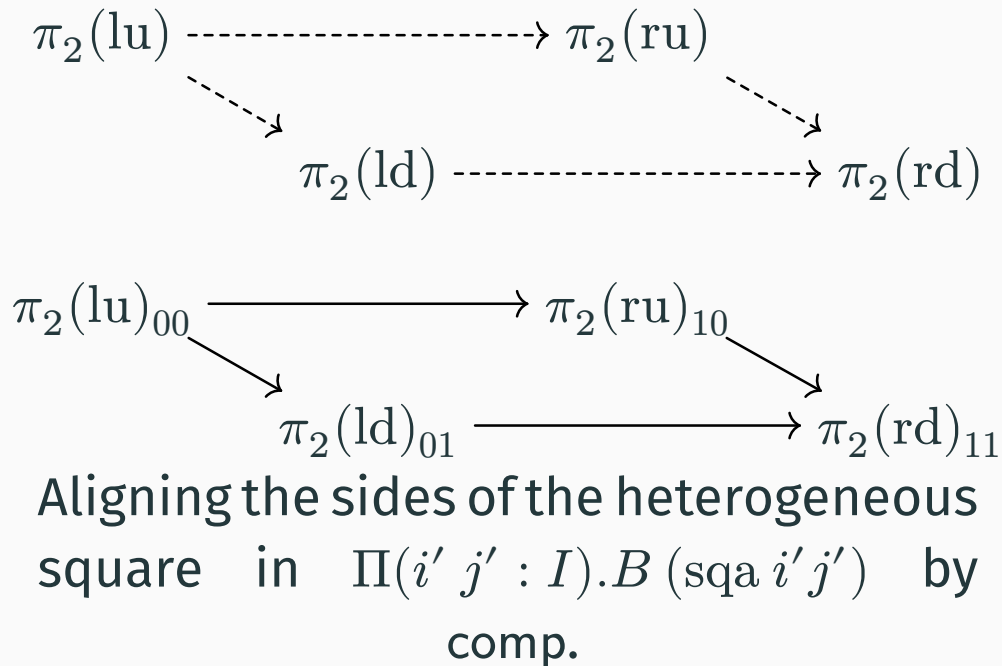 π₂(lu) π₂(ru)
π₂(ld) π₂(rd)
π₂(lu)₀₀ π₂(ru)₁₀
π₂(ld)₀₁ π₂(rd)₁₁
Aligning the sides of the heterogeneous
square in Π(i′ j′ : I).B (sqa i′j′) by
comp.